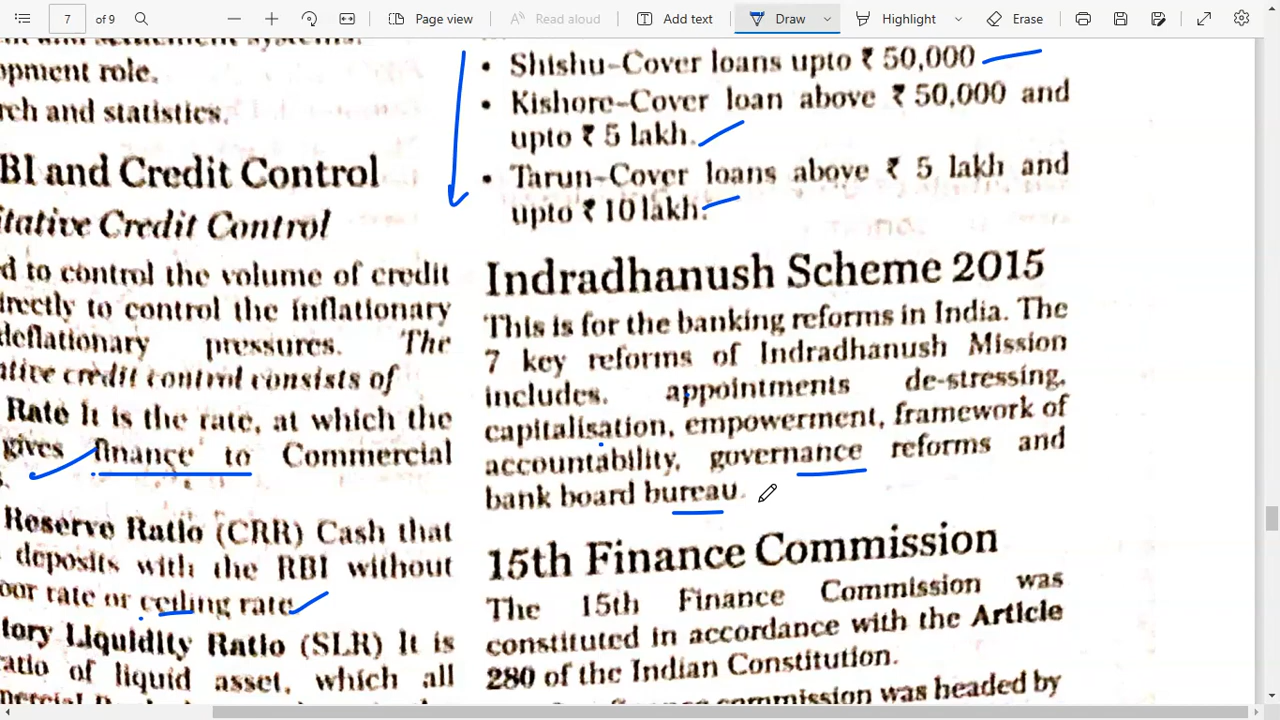 7 of 9
Page view
Read aloud
Add text
Draw
Highlight
Erase
opment role.
rch and statistics.
BI and Credit Control
itative Credit Control
d to control the volume of credit
irectly to control the inflationary
deflationary pressures. The
ative credit control consists of
Rate It is the rate, at which the
gives finance to Commercial
Reserve Ratio (CRR) Cash that
deposits with the RBI without
oor rate or ceiling rate
tory Liquidity Ratio (SLR) It is
ratio of liquid asset, which all
• Shishu-Cover loans upto ₹ 50,000
• Kishore-Cover loan above ₹ 50,000 and
upto ₹ 5 lakh.
• Tarun-Cover loans above ₹ 5 lakh and
upto ₹ 10 lakh.
Indradhanush Scheme 2015
This is for the banking reforms in India. The
7 key reforms of Indradhanush Mission
includes, appointments de-stressing,
capitalisation, empowerment, framework of
accountability, governance reforms and
bank board bureau.
15th Finance Commission
The 15th Finance Commission was
constituted in accordance with the Article
280 of the Indian Constitution.
commission was headed by